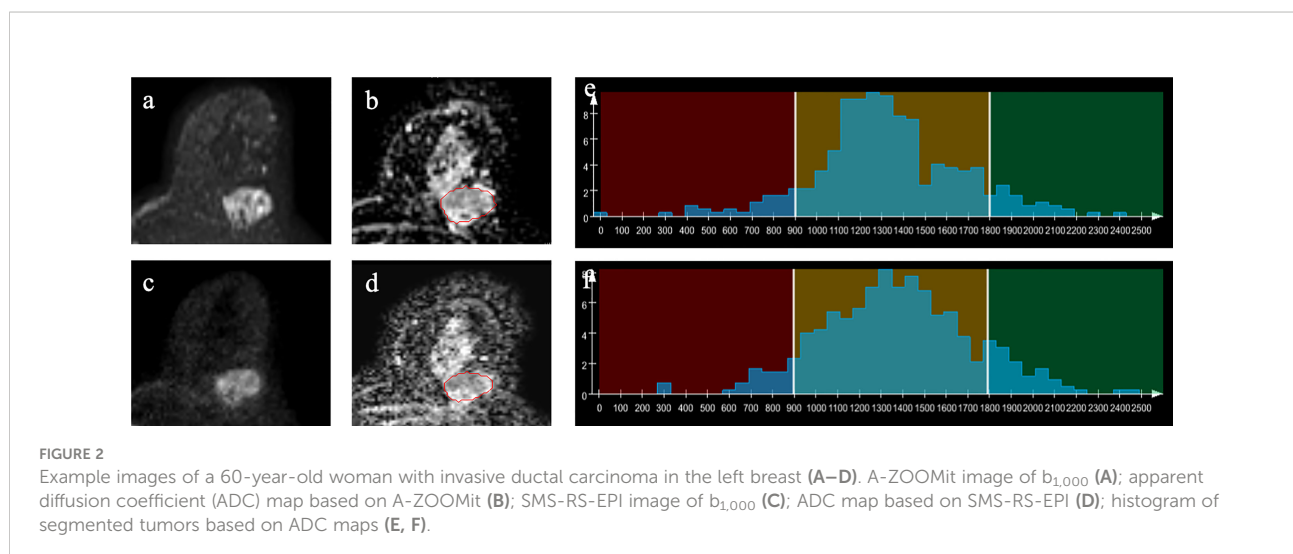 a
b
e
8
6
4
2
0
0 100 200 300 400 500 600 700 800 900 1000 1100 1200 1300 1400 1500 1600 1700 1800 1900 2000 2100 2200 2300 2400 2500
c
d
f
8
6
4
2
0
0 100 200 300 400 500 600 700 800 900 1000 1100 1200 1300 1400 1500 1600 1700 1800 1900 2000 2100 2200 2300 2400 2500
FIGURE 2
Example images of a 60-year-old woman with invasive ductal carcinoma in the left breast (A–D). A-ZOOMit image of b1,000 (A); apparent
diffusion coefficient (ADC) map based on A-ZOOMit (B); SMS-RS-EPI image of b1,000 (C); ADC map based on SMS-RS-EPI (D); histogram of
segmented tumors based on ADC maps (E, F).